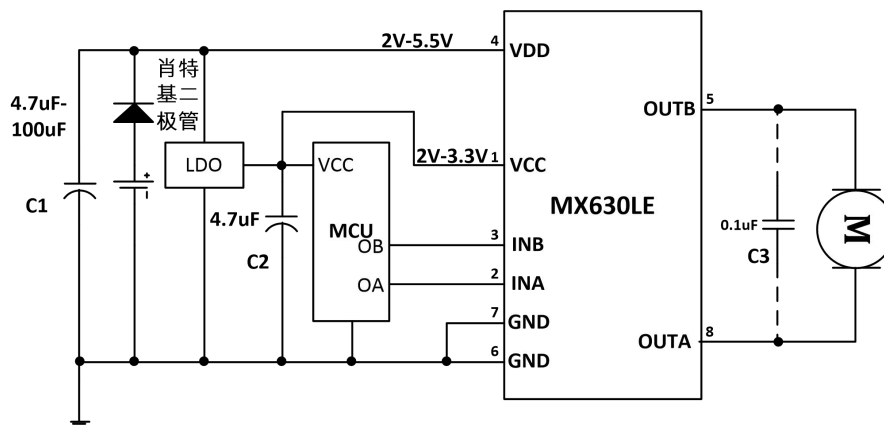 2V-5.5V
4
VDD
肖特
基二
极管
4.7uF-
100uF
OUTB
5
LDO
VCC
2V-3.3V
1
VCC
MX630LE
C1
4.7uF
C2
MCU
OB
3
INB
0.1uF
C3
M
OA
2
INA
7
GND
OUTA
8
6
GND
+